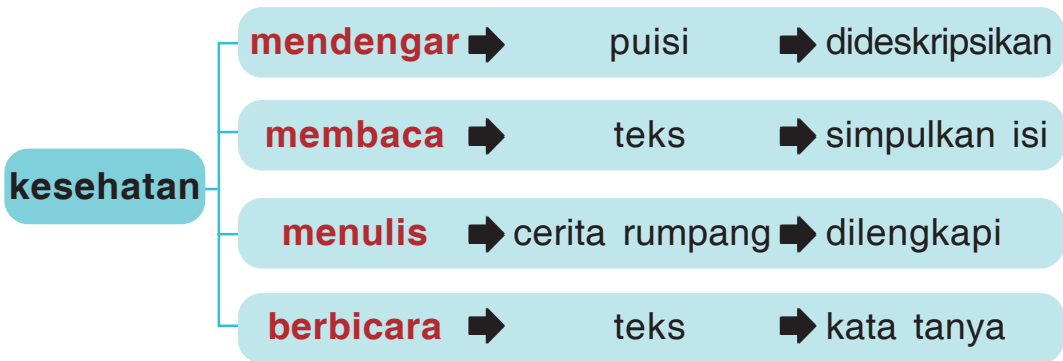 kesehatan
mendengar puisi dideskripsikan
membaca teks simpulkan isi
menulis cerita rumpang dilengkapi
berbicara teks kata tanya